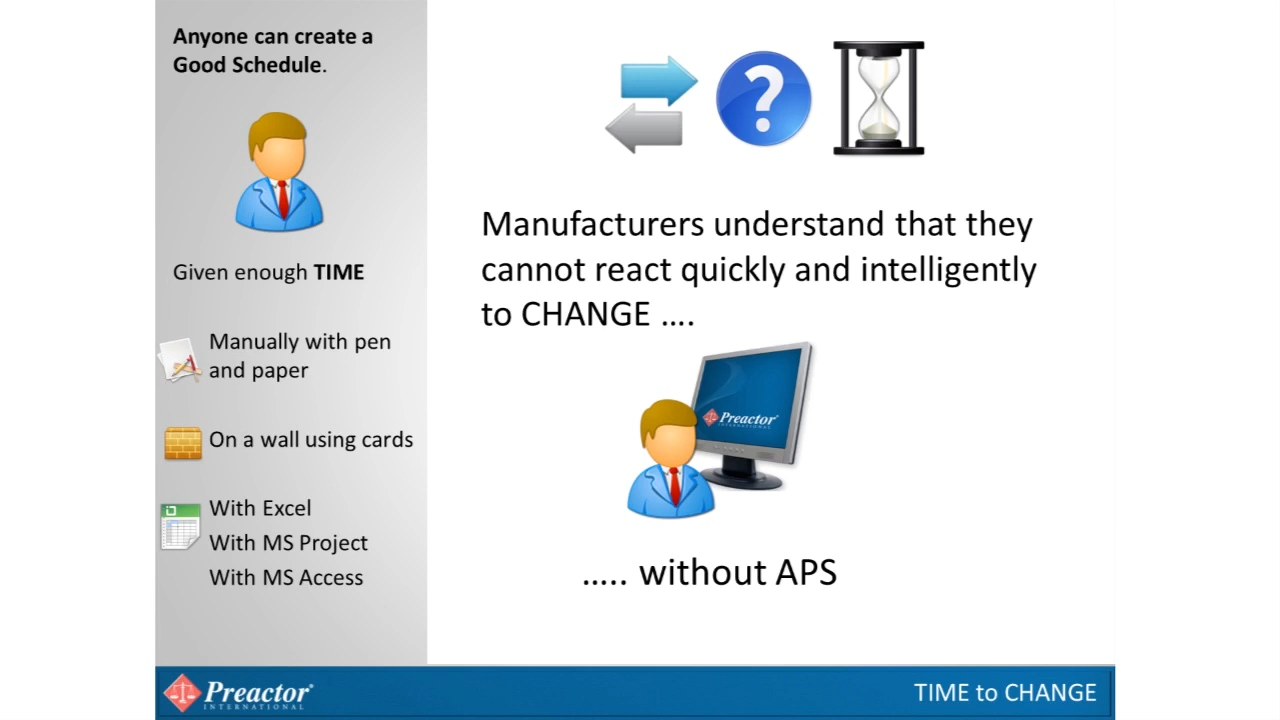 Anyone can create a
Good Schedule.
Given enough TIME
Manually with pen
and paper
On a wall using cards
With Excel
With MS Project
With MS Access
?
Manufacturers understand that they
cannot react quickly and intelligently
to CHANGE ....
Preactor
INTERNATIONAL
..... without APS
Preactor
INTERNATIONAL
TIME to CHANGE